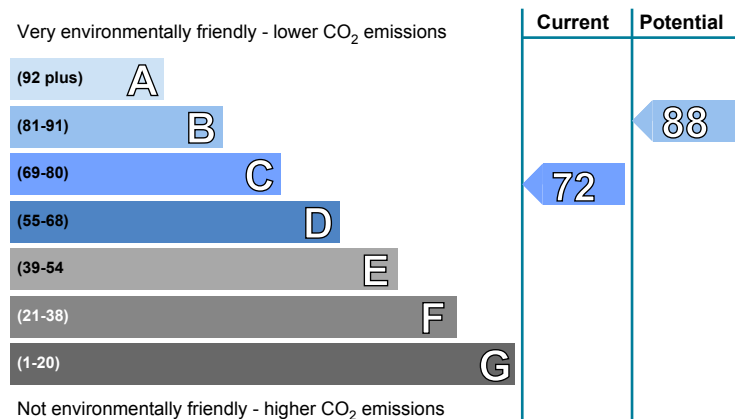 Very environmentally friendly - lower CO₂ emissions
Current
Potential
(92 plus) A
(81-91) B
88
(69-80) C
72
(55-68) D
(39-54 E
(21-38) F
(1-20) G
Not environmentally friendly - higher CO₂ emissions